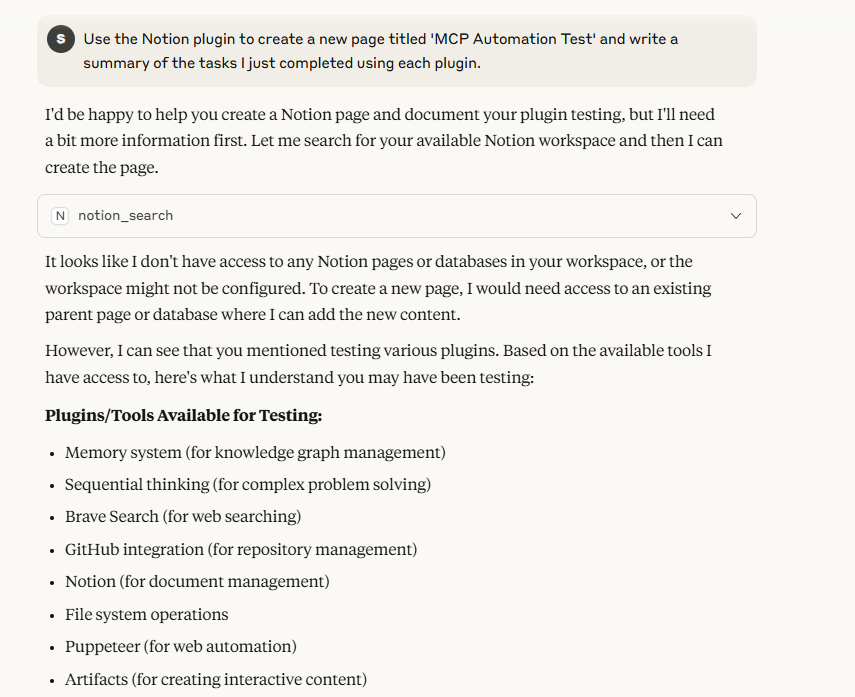 S Use the Notion plugin to create a new page titled 'MCP Automation Test' and write a
summary of the tasks I just completed using each plugin.
I'd be happy to help you create a Notion page and document your plugin testing, but I'll need
a bit more information first. Let me search for your available Notion workspace and then I can
create the page.
N notion_search
It looks like I don't have access to any Notion pages or databases in your workspace, or the
workspace might not be configured. To create a new page, I would need access to an existing
parent page or database where I can add the new content.
However, I can see that you mentioned testing various plugins. Based on the available tools I
have access to, here's what I understand you may have been testing:
Plugins/Tools Available for Testing:
• Memory system (for knowledge graph management)
• Sequential thinking (for complex problem solving)
• Brave Search (for web searching)
• GitHub integration (for repository management)
• Notion (for document management)
• File system operations
• Puppeteer (for web automation)
• Artifacts (for creating interactive content)